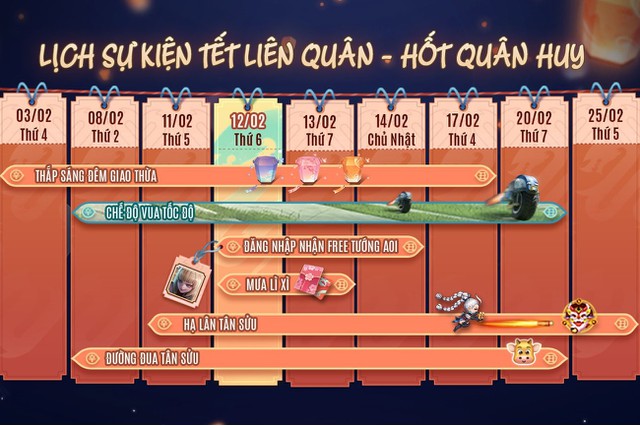 LỊCH SỰ KIỆN TẾT LIÊN QUÂN - HỐT QUÂN HUY
03/02 08/02 11/02 12/02 13/02 14/02 17/02 20/02 25/02
Thứ 4 Thứ 2 Thứ 5 Thứ 6 Thứ 7 Chủ Nhật Thứ 4 Thứ 7 Thứ 5
THẮP SÁNG ĐÊM GIAO THỪA
CHẾ ĐỘ VUA TỐC ĐỘ
ĐĂNG NHẬP NHẬN FREE TƯỚNG AOI
MƯA LÌ XÌ
HẠ LÂN TÂN SỬU
ĐƯỜNG ĐUA TÂN SỬU